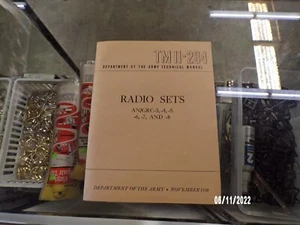 TM 11-284
DEPARTMENT OF THE ARMY TECHNICAL MANUAL
RADIO SETS
AN/GRC-3, -4, -5,
-6, -7, AND -8
DEPARTMENT OF THE ARMY • NOVEMBER
08/11/2022